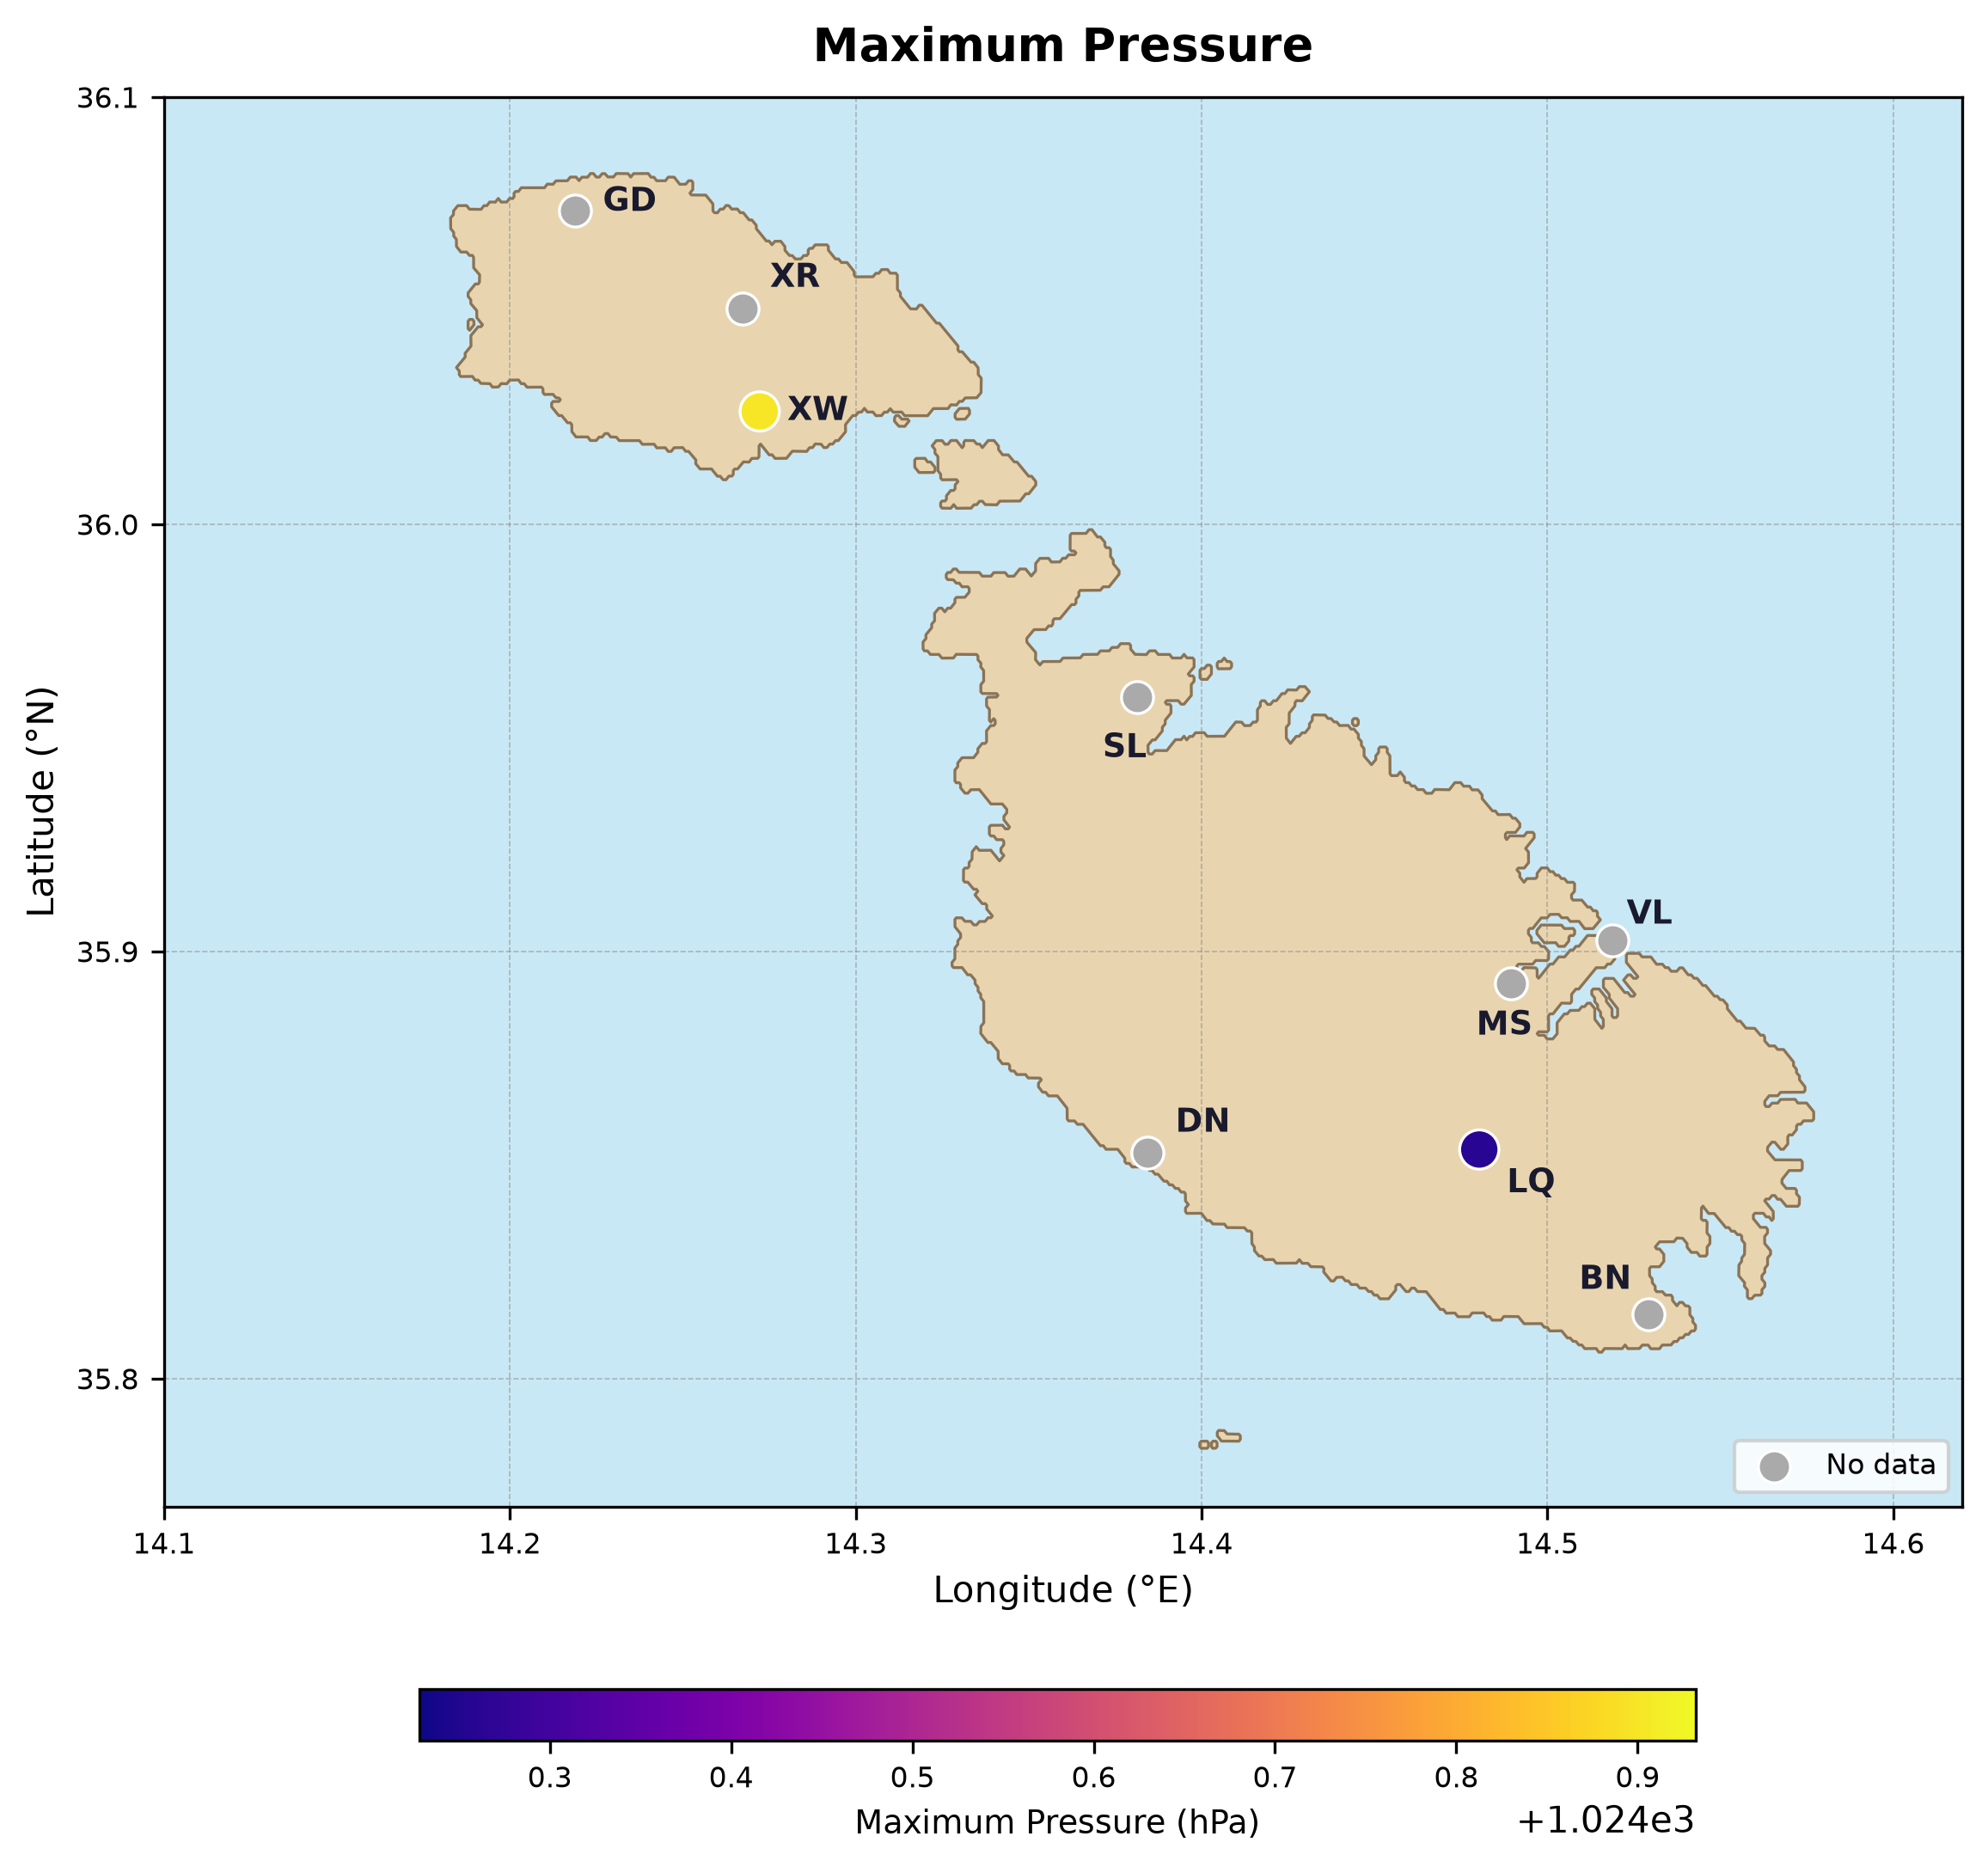 Maximum Pressure
36.1
GD
XR
XW
36.0
SL
Latitude (°N)
VL
35.9
MS
DN
LQ
BN
35.8
No data
14.1 14.2 14.3 14.4 14.5 14.6
Longitude (°E)
0.3 0.4 0.5 0.6 0.7 0.8 0.9
Maximum Pressure (hPa)
+1.024e3